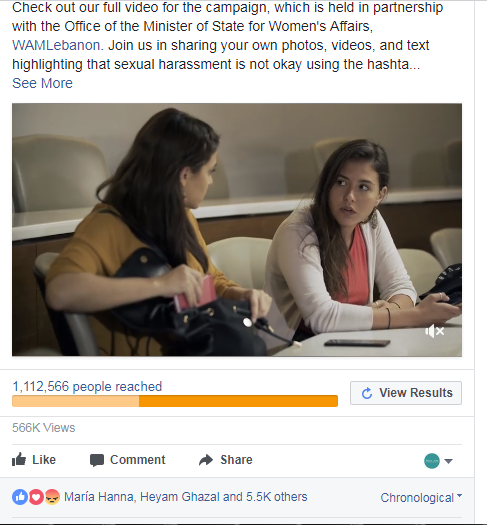 Check out our full video for the campaign, which is held in partnership
with the Office of the Minister of State for Women's Affairs,
WAMLebanon. Join us in sharing your own photos, videos, and text
highlighting that sexual harassment is not okay using the hashta...
See More
1,112,566 people reached
View Results
566K Views
Like
Comment
Share
María Hanna, Heyam Ghazal and 5.5K others
Chronological